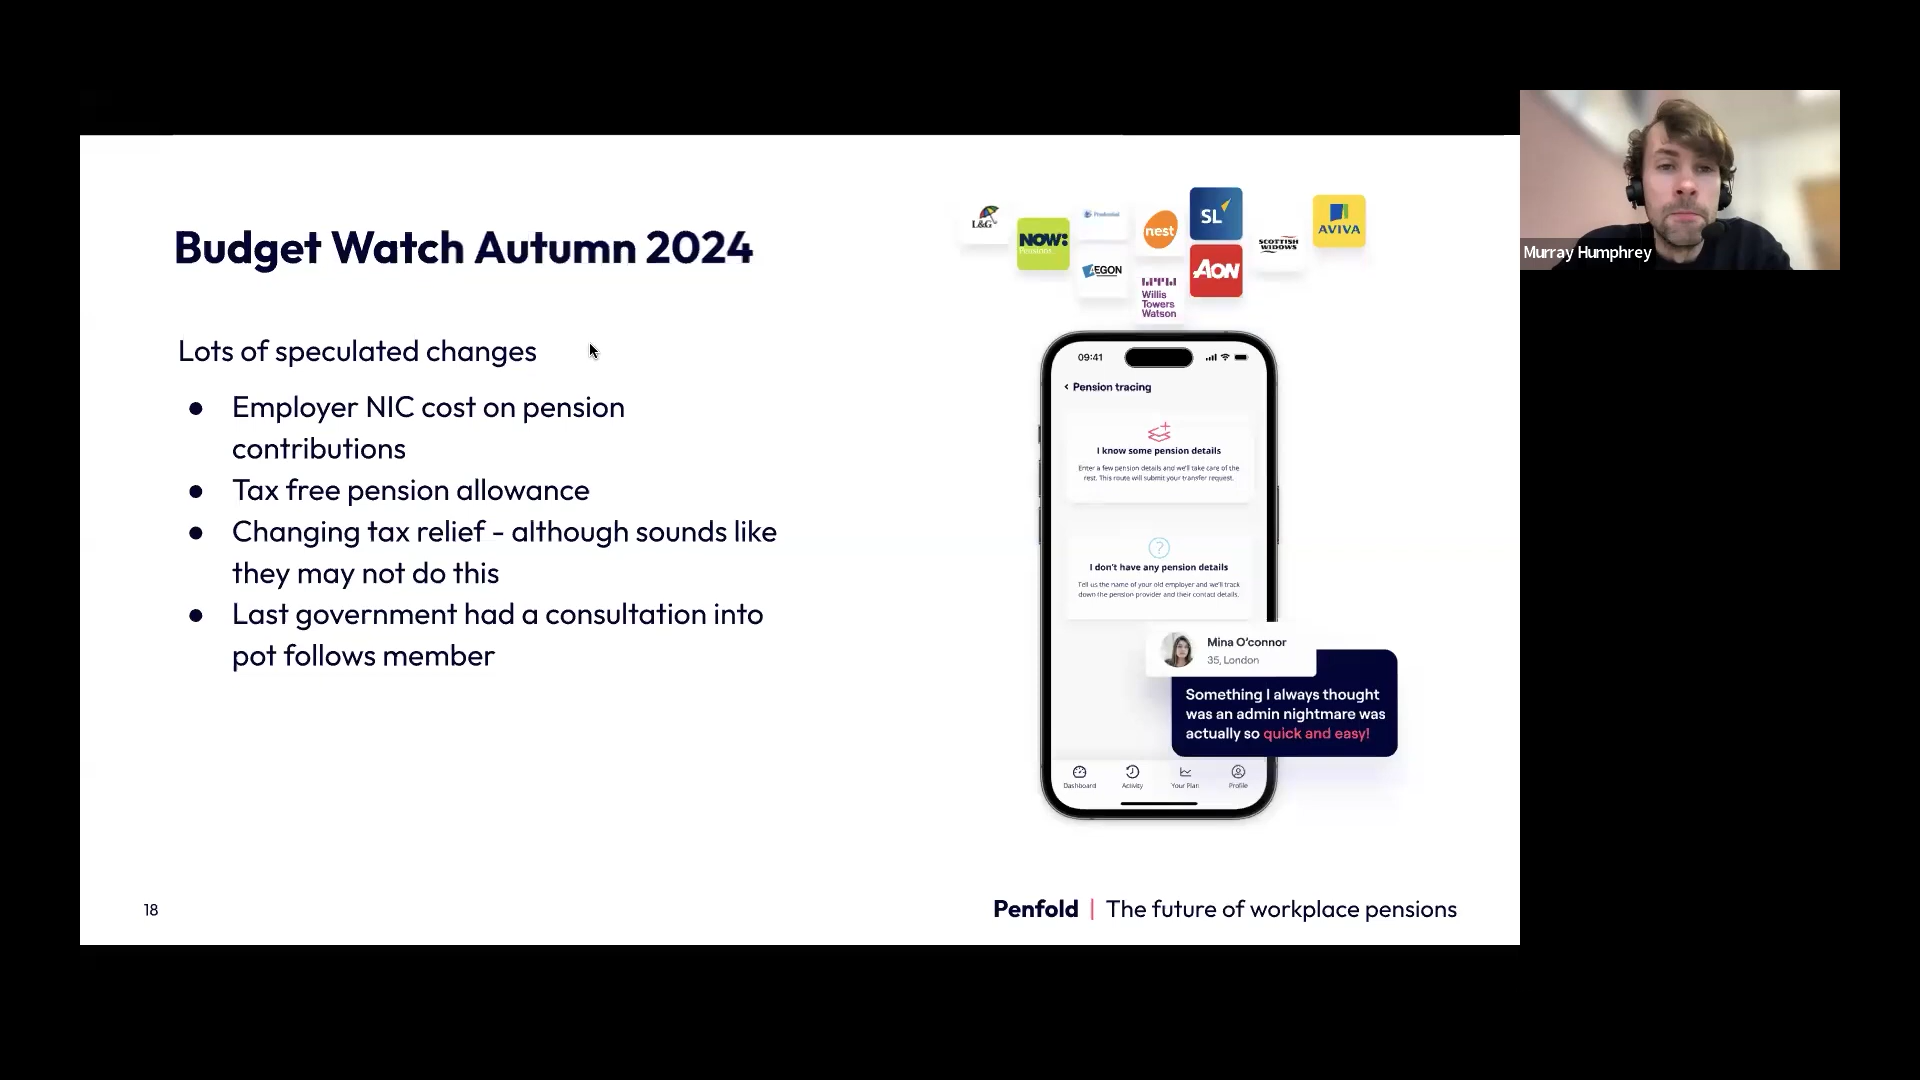 Budget Watch Autumn 2024
Lots of speculated changes
● Employer NIC cost on pension
contributions
● Tax free pension allowance
● Changing tax relief - although sounds like
they may not do this
● Last government had a consultation into
pot follows member
18
L&G
NOW:
Pensions
Prudential
AEGON
nest
Willis
Towers
Watson
SL
AON
SCOTTISH
WIDOWS
AVIVA
09:41
‹ Pension tracing
I know some pension details
Enter a few pension details and we'll take care of the
rest. This route will submit your transfer request.
?
I don't have any pension details
Tell us the name of your old employer and we'll track
down the pension provider and their contact details.
Mina O'connor
35, London
Something I always thought
was an admin nightmare was
actually so quick and easy!
Dashboard
Activity
Your Plan
Profile
Penfold | The future of workplace pensions
Murray Humphrey